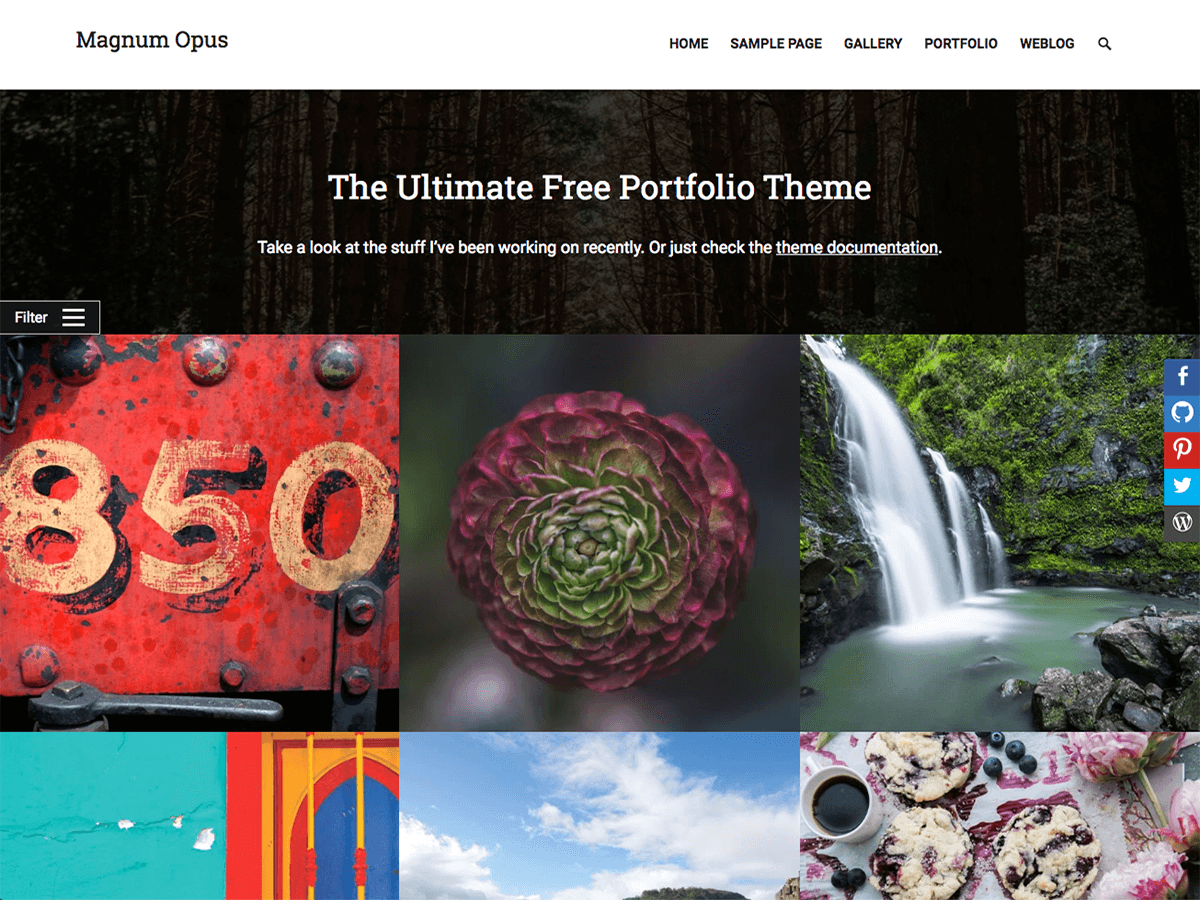 Magnum Opus
HOME SAMPLE PAGE GALLERY PORTFOLIO WEBLOG
The Ultimate Free Portfolio Theme
Take a look at the stuff I've been working on recently. Or just check the theme documentation.
Filter
850